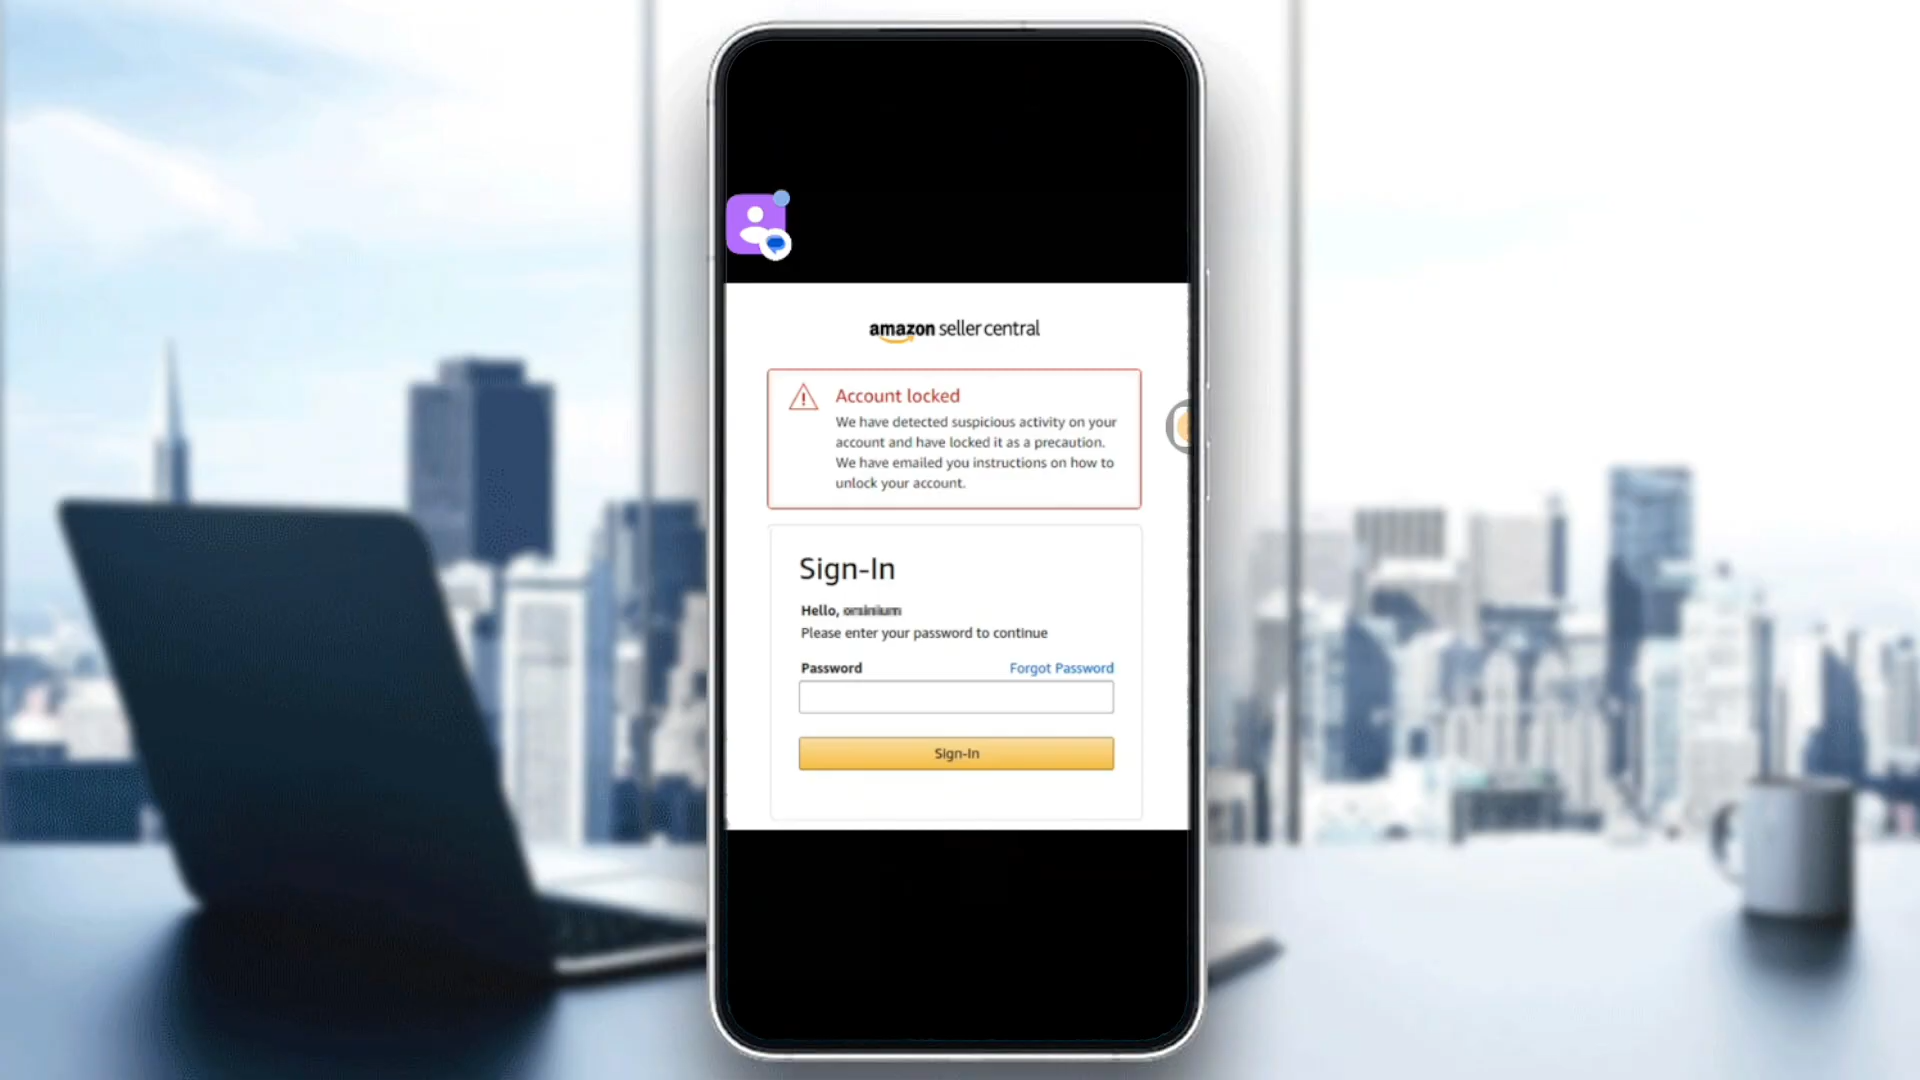 amazon seller central
Account locked
We have detected suspicious activity on your
account and have locked it as a precaution.
We have emailed you instructions on how to
unlock your account.
Sign-In
Hello,
Please enter your password to continue
Password Forgot Password
Sign-In